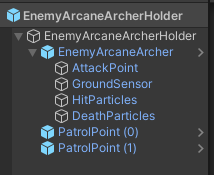 EnemyArcaneArcherHolder
EnemyArcaneArcherHolder
EnemyArcaneArcher
AttackPoint
GroundSensor
HitParticles
DeathParticles
PatrolPoint (0)
PatrolPoint (1)